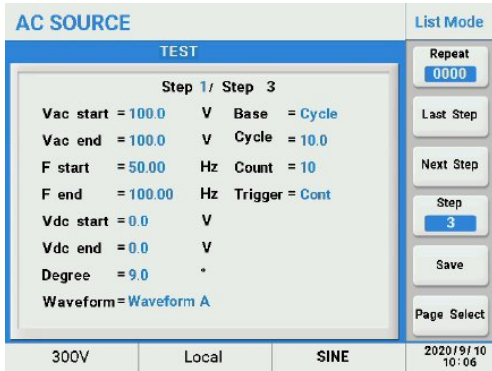 AC SOURCE
List Mode
TEST
Step 1/ Step 3
Vac start = 100.0 V Base = Cycle
Vac end = 100.0 V Cycle = 10.0
F start = 50.00 Hz Count = 10
F end = 100.00 Hz Trigger = Cont
Vdc start = 0.0 V
Vdc end = 0.0 V
Degree = 9.0 °
Waveform = Waveform A
Repeat
0000
Last Step
Next Step
Step
3
Save
Page Select
300V Local SINE
2020/9/10
10:06